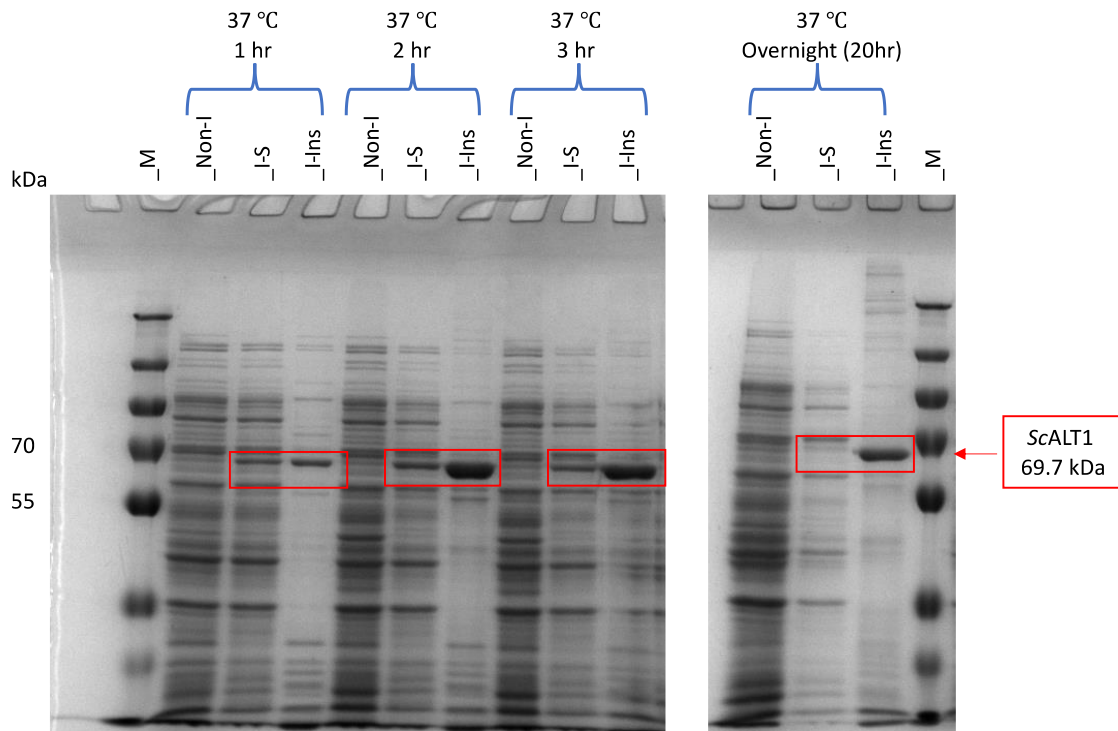 37 °C
1 hr
37 °C
2 hr
37 °C
3 hr
37 °C
Overnight (20hr)
kDa
_M
_Non-I
_I-S
_I-Ins
_Non-I
_I-S
_I-Ins
_Non-I
_I-S
_I-Ins
_Non-I
_I-S
_I-Ins
_M
70
55
ScALT1
69.7 kDa